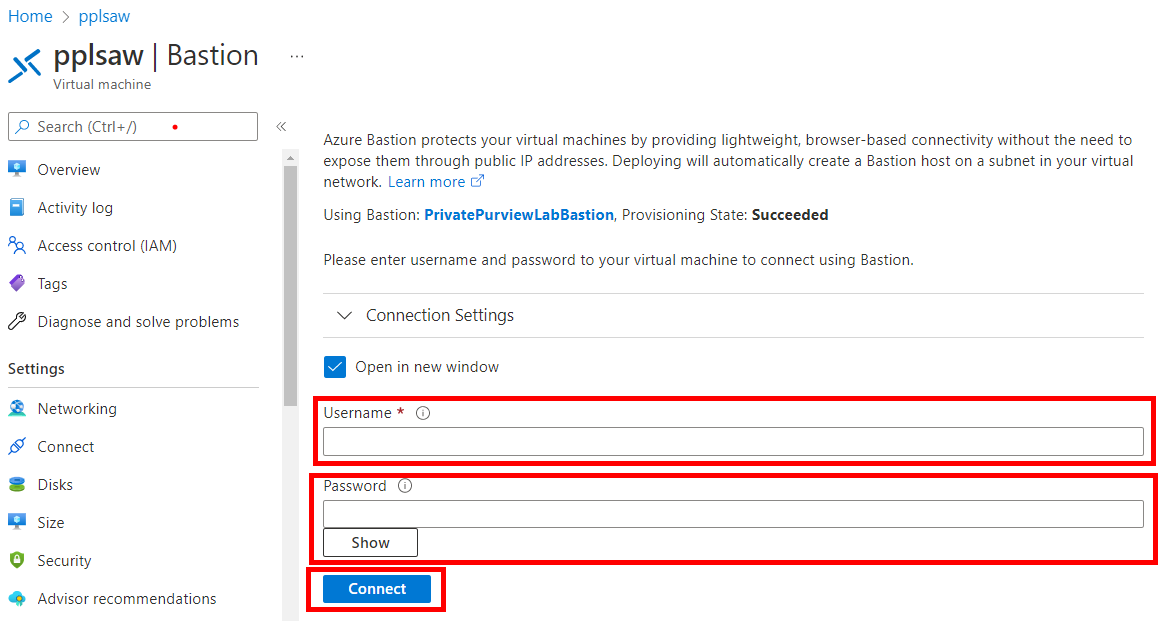 Home > pplsaw
pplsaw | Bastion ...
Virtual machine
Search (Ctrl+/)
«
Overview
Activity log
Access control (IAM)
Tags
Diagnose and solve problems
Settings
Networking
Connect
Disks
Size
Security
Advisor recommendations
Azure Bastion protects your virtual machines by providing lightweight, browser-based connectivity without the need to
expose them through public IP addresses. Deploying will automatically create a Bastion host on a subnet in your virtual
network. Learn more
Using Bastion: PrivatePurviewLabBastion, Provisioning State: Succeeded
Please enter username and password to your virtual machine to connect using Bastion.
Connection Settings
Open in new window
Username *
Password
Show
Connect